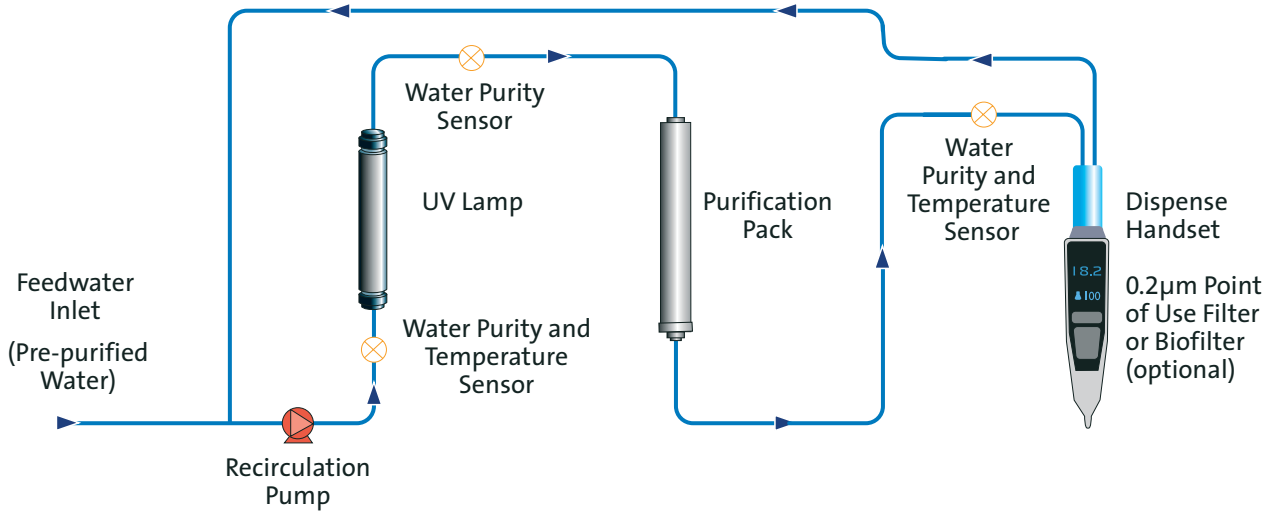 Water Purity
Sensor
UV Lamp
Purification
Pack
Water
Purity and
Temperature
Sensor
Dispense
Handset
18.2
100
0.2µm Point
of Use Filter
or Biofilter
(optional)
Feedwater
Inlet
(Pre-purified
Water)
Water Purity and
Temperature
Sensor
Recirculation
Pump